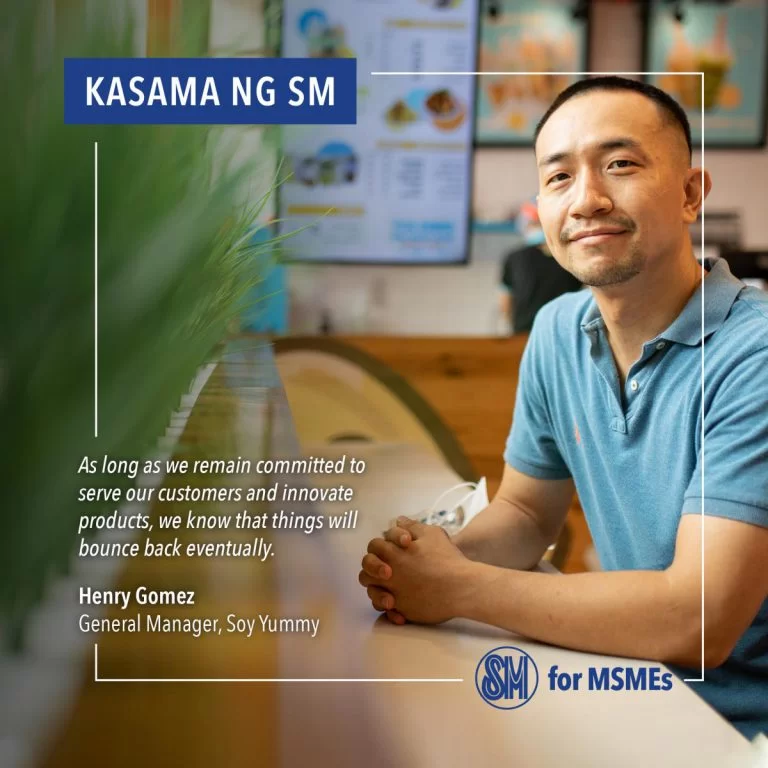 KASAMA NG SM
As long as we remain committed to
serve our customers and innovate
products, we know that things will
bounce back eventually.
Henry Gomez
General Manager, Soy Yummy
SM for MSMEs